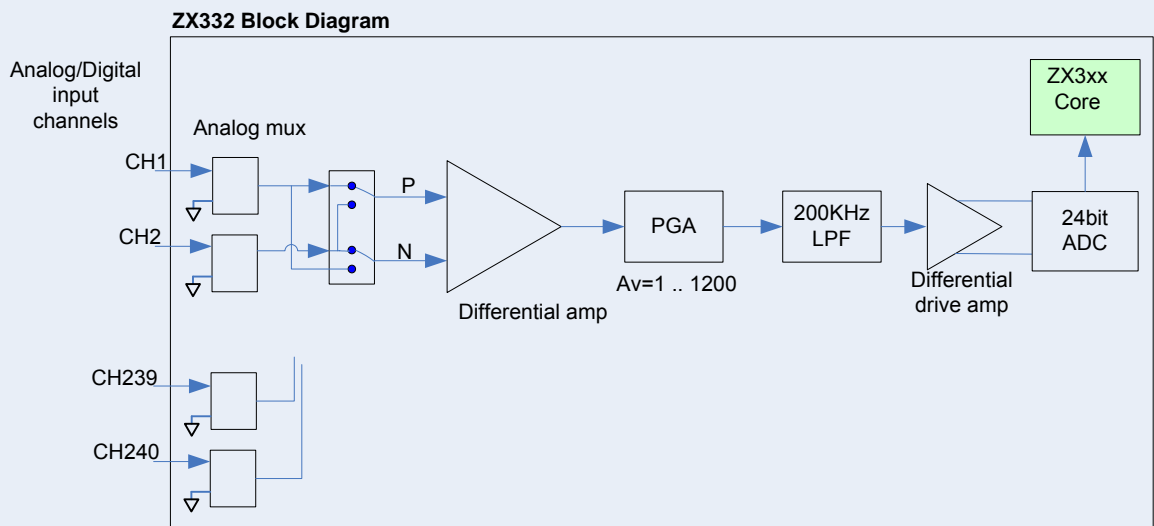 ZX332 Block Diagram
Analog/Digital
input
channels
ZX3xx
Core
Analog mux
CH1
P
CH2
N
PGA
200KHz
LPF
24bit
ADC
Av=1 .. 1200
Differential amp
Differential
drive amp
CH239
CH240